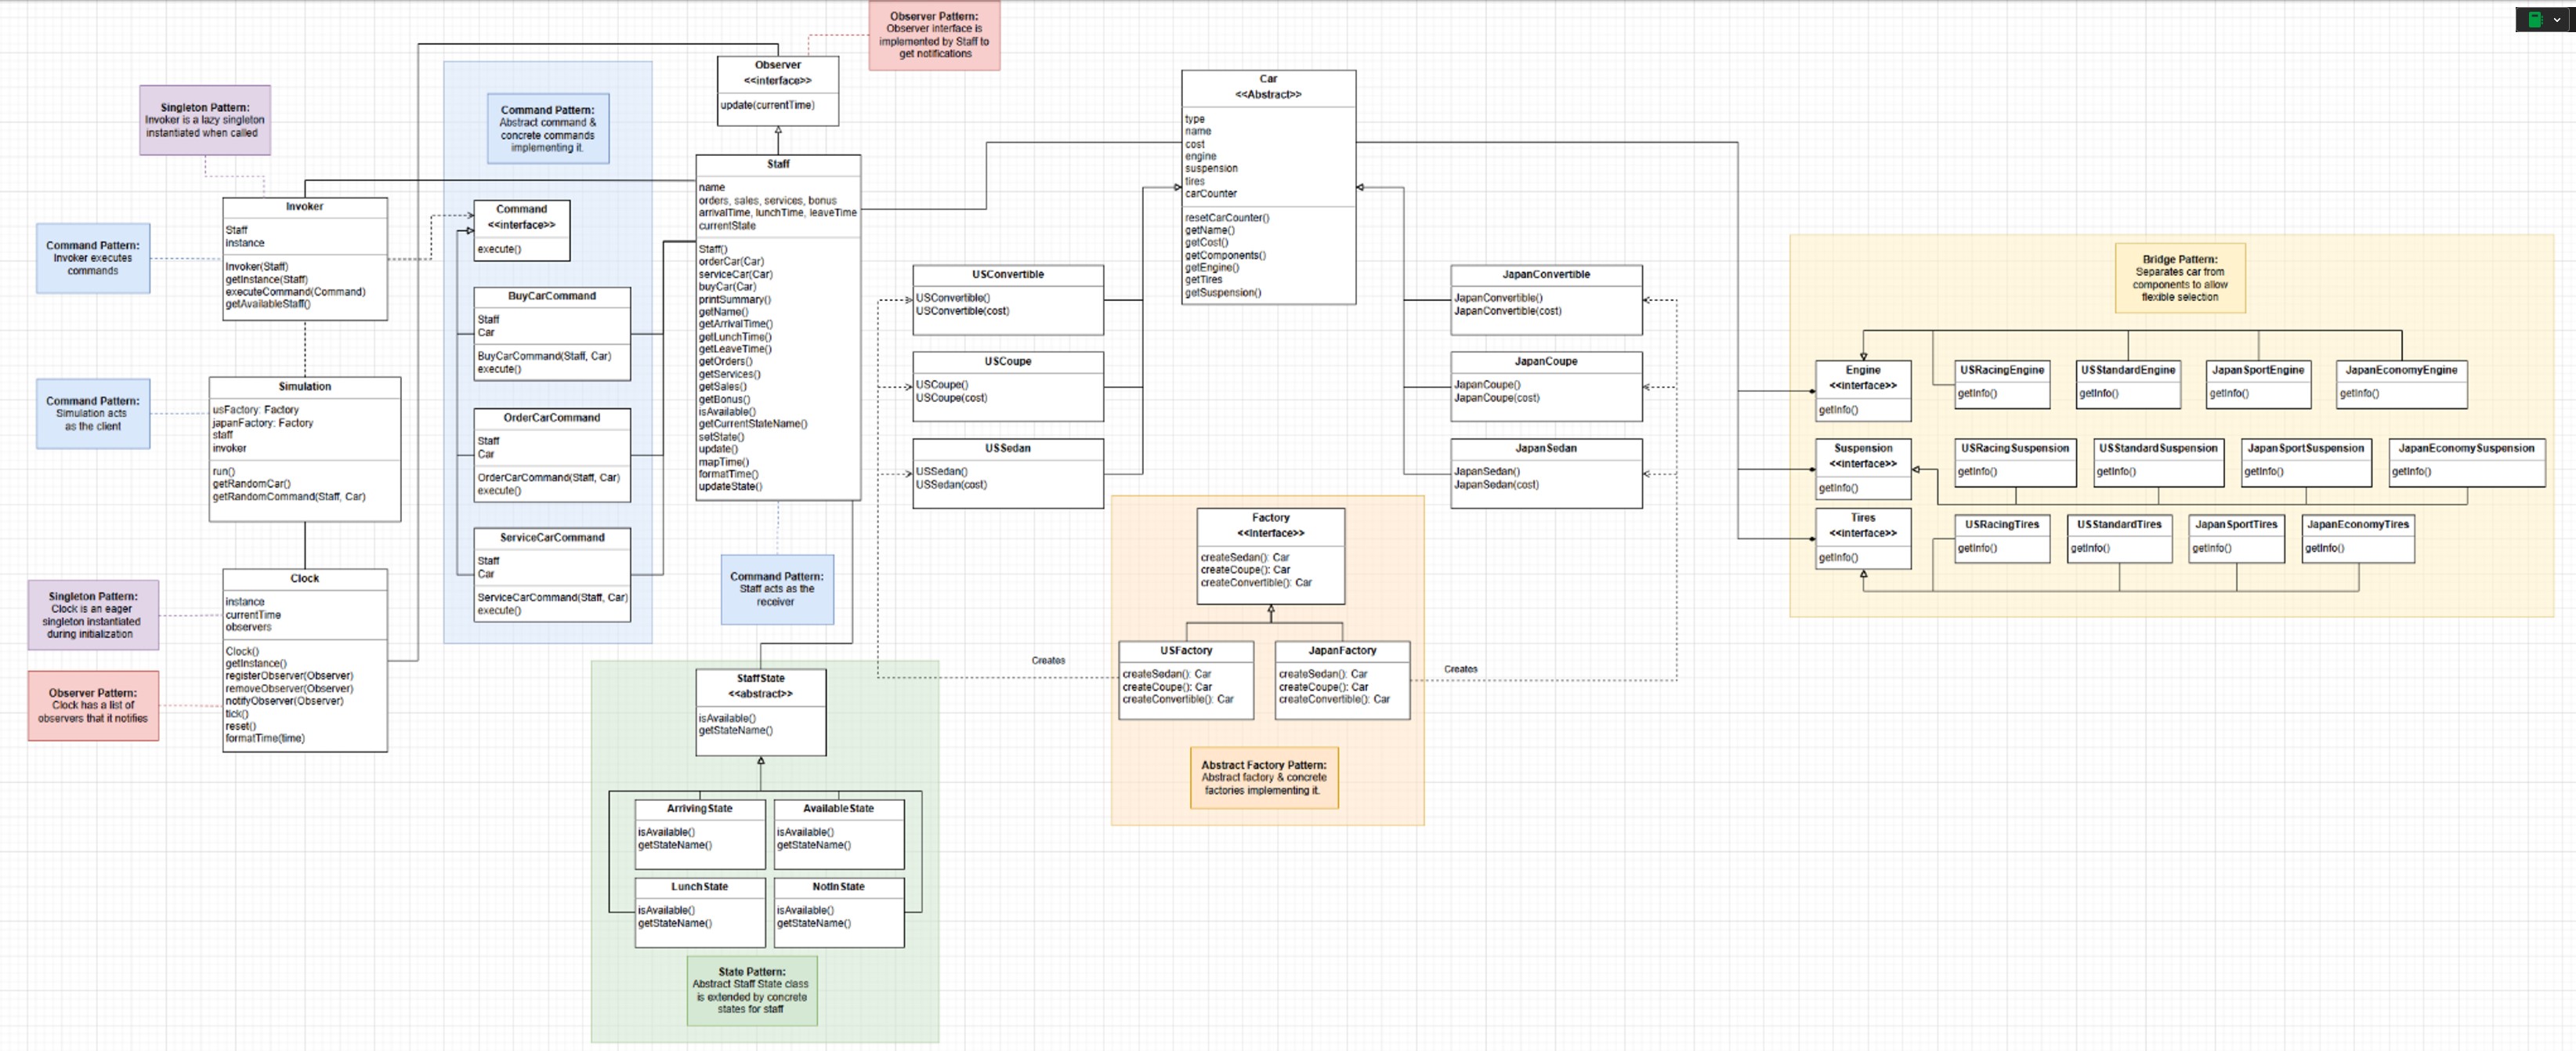 Observer Pattern:
Observer interface is
implemented by Staff to
get notifications
Singleton Pattern:
Invoker is a lazy singleton
instantiated when called
Command Pattern:
Abstract command &
concrete commands
implementing it.
Observer
<<interface>>
update(currentTime)
Car
<<Abstract>>
type
name
cost
engine
suspension
tires
carCounter
resetCarCounter()
getName()
getCost()
getComponents()
getEngine()
getTires
getSuspension()
Command Pattern:
Invoker executes
commands
Invoker
Staff
instance
Invoker(Staff)
getInstance(Staff)
executeCommand(Command)
getAvailableStaff()
Command
<<interface>>
execute()
Staff
name
orders, sales, services, bonus
arrivalTime, lunchTime, leaveTime
currentState
Staff()
orderCar(Car)
serviceCar(Car)
buyCar(Car)
printSummary()
getName()
getArrivalTime()
getLunchTime()
getLeaveTime()
getOrders()
getServices()
getSales()
getBonus()
isAvailable()
getCurrentStateName()
setState()
update()
mapTime()
formatTime()
updateState()
BuyCarCommand
Staff
Car
BuyCarCommand(Staff, Car)
execute()
OrderCarCommand
Staff
Car
OrderCarCommand(Staff, Car)
execute()
ServiceCarCommand
Staff
Car
ServiceCarCommand(Staff, Car)
execute()
Command Pattern:
Simulation acts
as the client
Simulation
usFactory: Factory
japanFactory: Factory
staff
invoker
run()
getRandomCar()
getRandomCommand(Staff, Car)
Singleton Pattern:
Clock is an eager
singleton instantiated
during initialization
Observer Pattern:
Clock has a list of
observers that it notifies
Clock
instance
currentTime
observers
Clock()
getInstance()
registerObserver(Observer)
removeObserver(Observer)
notifyObserver(Observer)
tick()
reset()
formatTime(time)
Command Pattern:
Staff acts as the
receiver
USConvertible
USConvertible()
USConvertible(cost)
USCoupe
USCoupe()
USCoupe(cost)
USSedan
USSedan()
USSedan(cost)
JapanConvertible
JapanConvertible()
JapanConvertible(cost)
JapanCoupe
JapanCoupe()
JapanCoupe(cost)
JapanSedan
JapanSedan()
JapanSedan(cost)
Factory
<<Interface>>
createSedan(): Car
createCoupe(): Car
createConvertible(): Car
USFactory
createSedan(): Car
createCoupe(): Car
createConvertible(): Car
JapanFactory
createSedan(): Car
createCoupe(): Car
createConvertible(): Car
Creates
Creates
Abstract Factory Pattern:
Abstract factory & concrete
factories implementing it.
StaffState
<<abstract>>
isAvailable()
getStateName()
ArrivingState
isAvailable()
getStateName()
AvailableState
isAvailable()
getStateName()
LunchState
isAvailable()
getStateName()
NotInState
isAvailable()
getStateName()
State Pattern:
Abstract Staff State class
is extended by concrete
states for staff
Bridge Pattern:
Separates car from
components to allow
flexible selection
Engine
<<interface>>
getInfo()
USRacingEngine
getInfo()
USStandardEngine
getInfo()
JapanSportEngine
getInfo()
JapanEconomyEngine
getInfo()
Suspension
<<interface>>
getInfo()
USRacingSuspension
getInfo()
USStandardSuspension
getInfo()
JapanSportSuspension
getInfo()
JapanEconomySuspension
getInfo()
Tires
<<interface>>
getInfo()
USRacingTires
getInfo()
USStandardTires
getInfo()
JapanSportTires
getInfo()
JapanEconomyTires
getInfo()